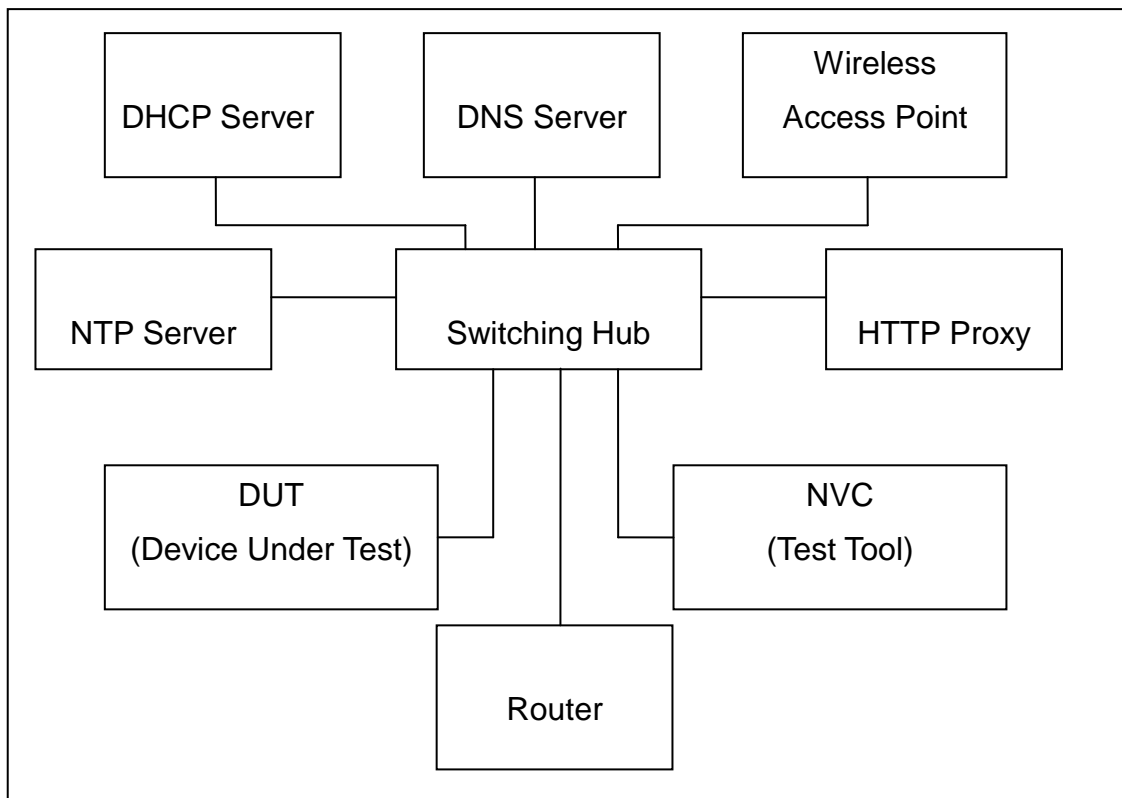 DHCP Server
DNS Server
Wireless
Access Point
NTP Server
Switching Hub
HTTP Proxy
DUT
(Device Under Test)
NVC
(Test Tool)
Router